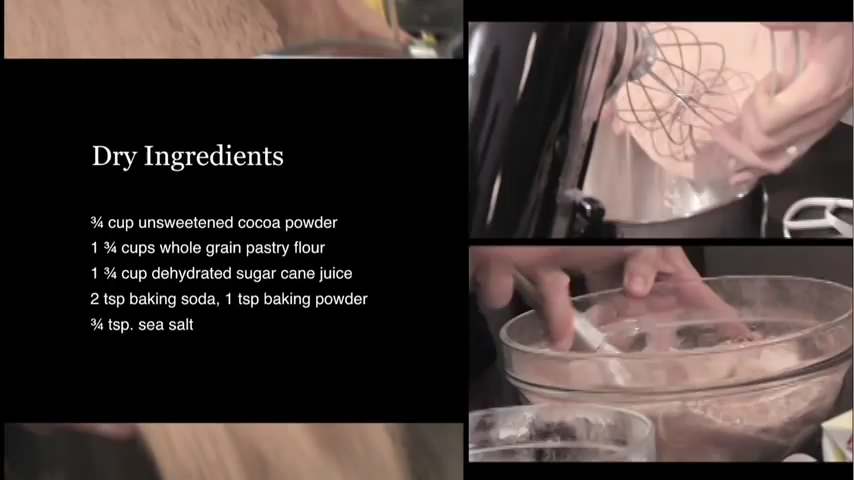 Dry Ingredients
¾ cup unsweetened cocoa powder
1 ¾ cups whole grain pastry flour
1 ¾ cup dehydrated sugar cane juice
2 tsp baking soda, 1 tsp baking powder
¾ tsp. sea salt